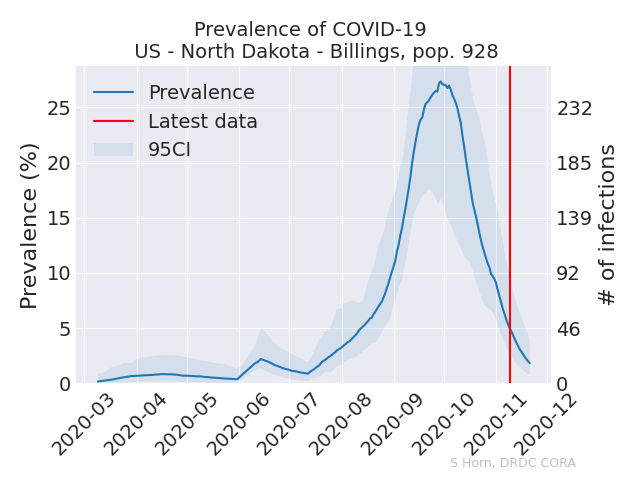 Prevalence of COVID-19
US - North Dakota - Billings, pop. 928
Prevalence
Latest data
95CI
Prevalence (%)
25
20
15
10
5
0
232
185
139
92
46
0
# of infections
2020-03
2020-04
2020-05
2020-06
2020-07
2020-08
2020-09
2020-10
2020-11
2020-12
S Horn, DRDC CORA